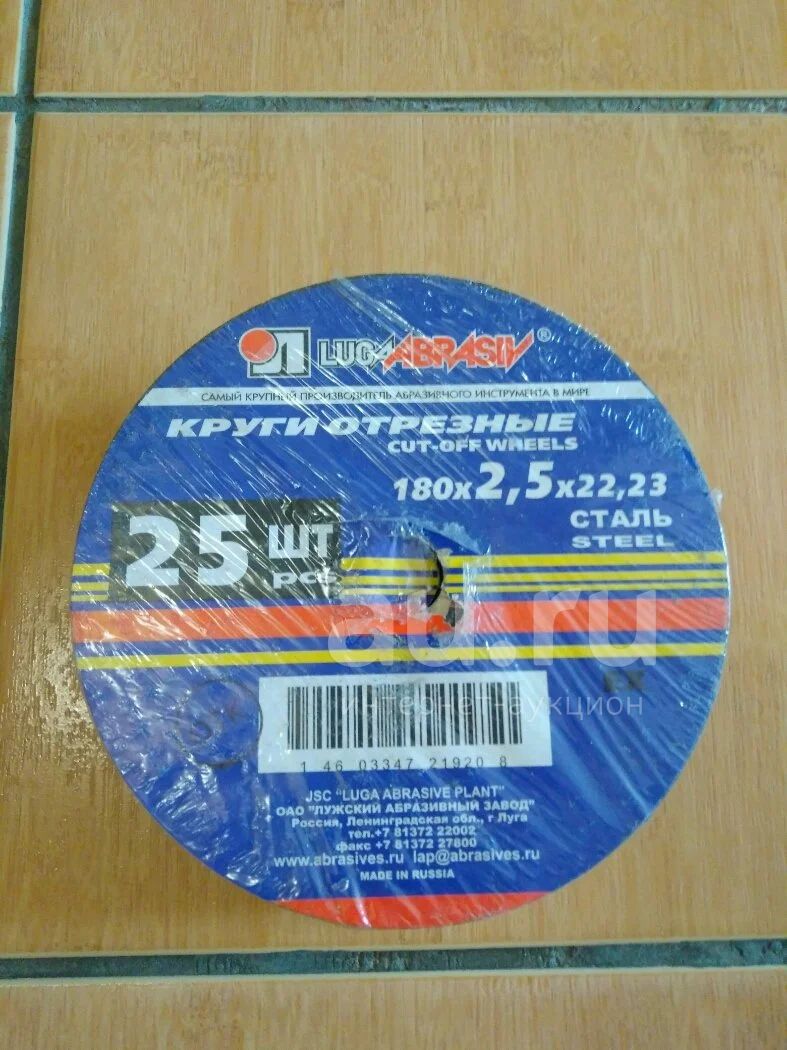 LUGAABRASIV®
САМЫЙ КРУПНЫЙ ПРОИЗВОДИТЕЛЬ АБРАЗИВНОГО ИНСТРУМЕНТА В МИРЕ
КРУГИ ОТРЕЗНЫЕ
CUT-OFF WHEELS
180x2,5x22,23
СТАЛЬ
STEEL
25 ШТ
pcs
au.ru
интернет-аукцион
1 46 03347 21920 8
JSC "LUGA ABRASIVE PLANT"
ОАО "ЛУЖСКИЙ АБРАЗИВНЫЙ ЗАВОД"
Россия, Ленинградская обл., г Луга
тел.+7 81372 22002
факс +7 81372 27800
www.abrasives.ru lap@abrasives.ru
MADE IN RUSSIA